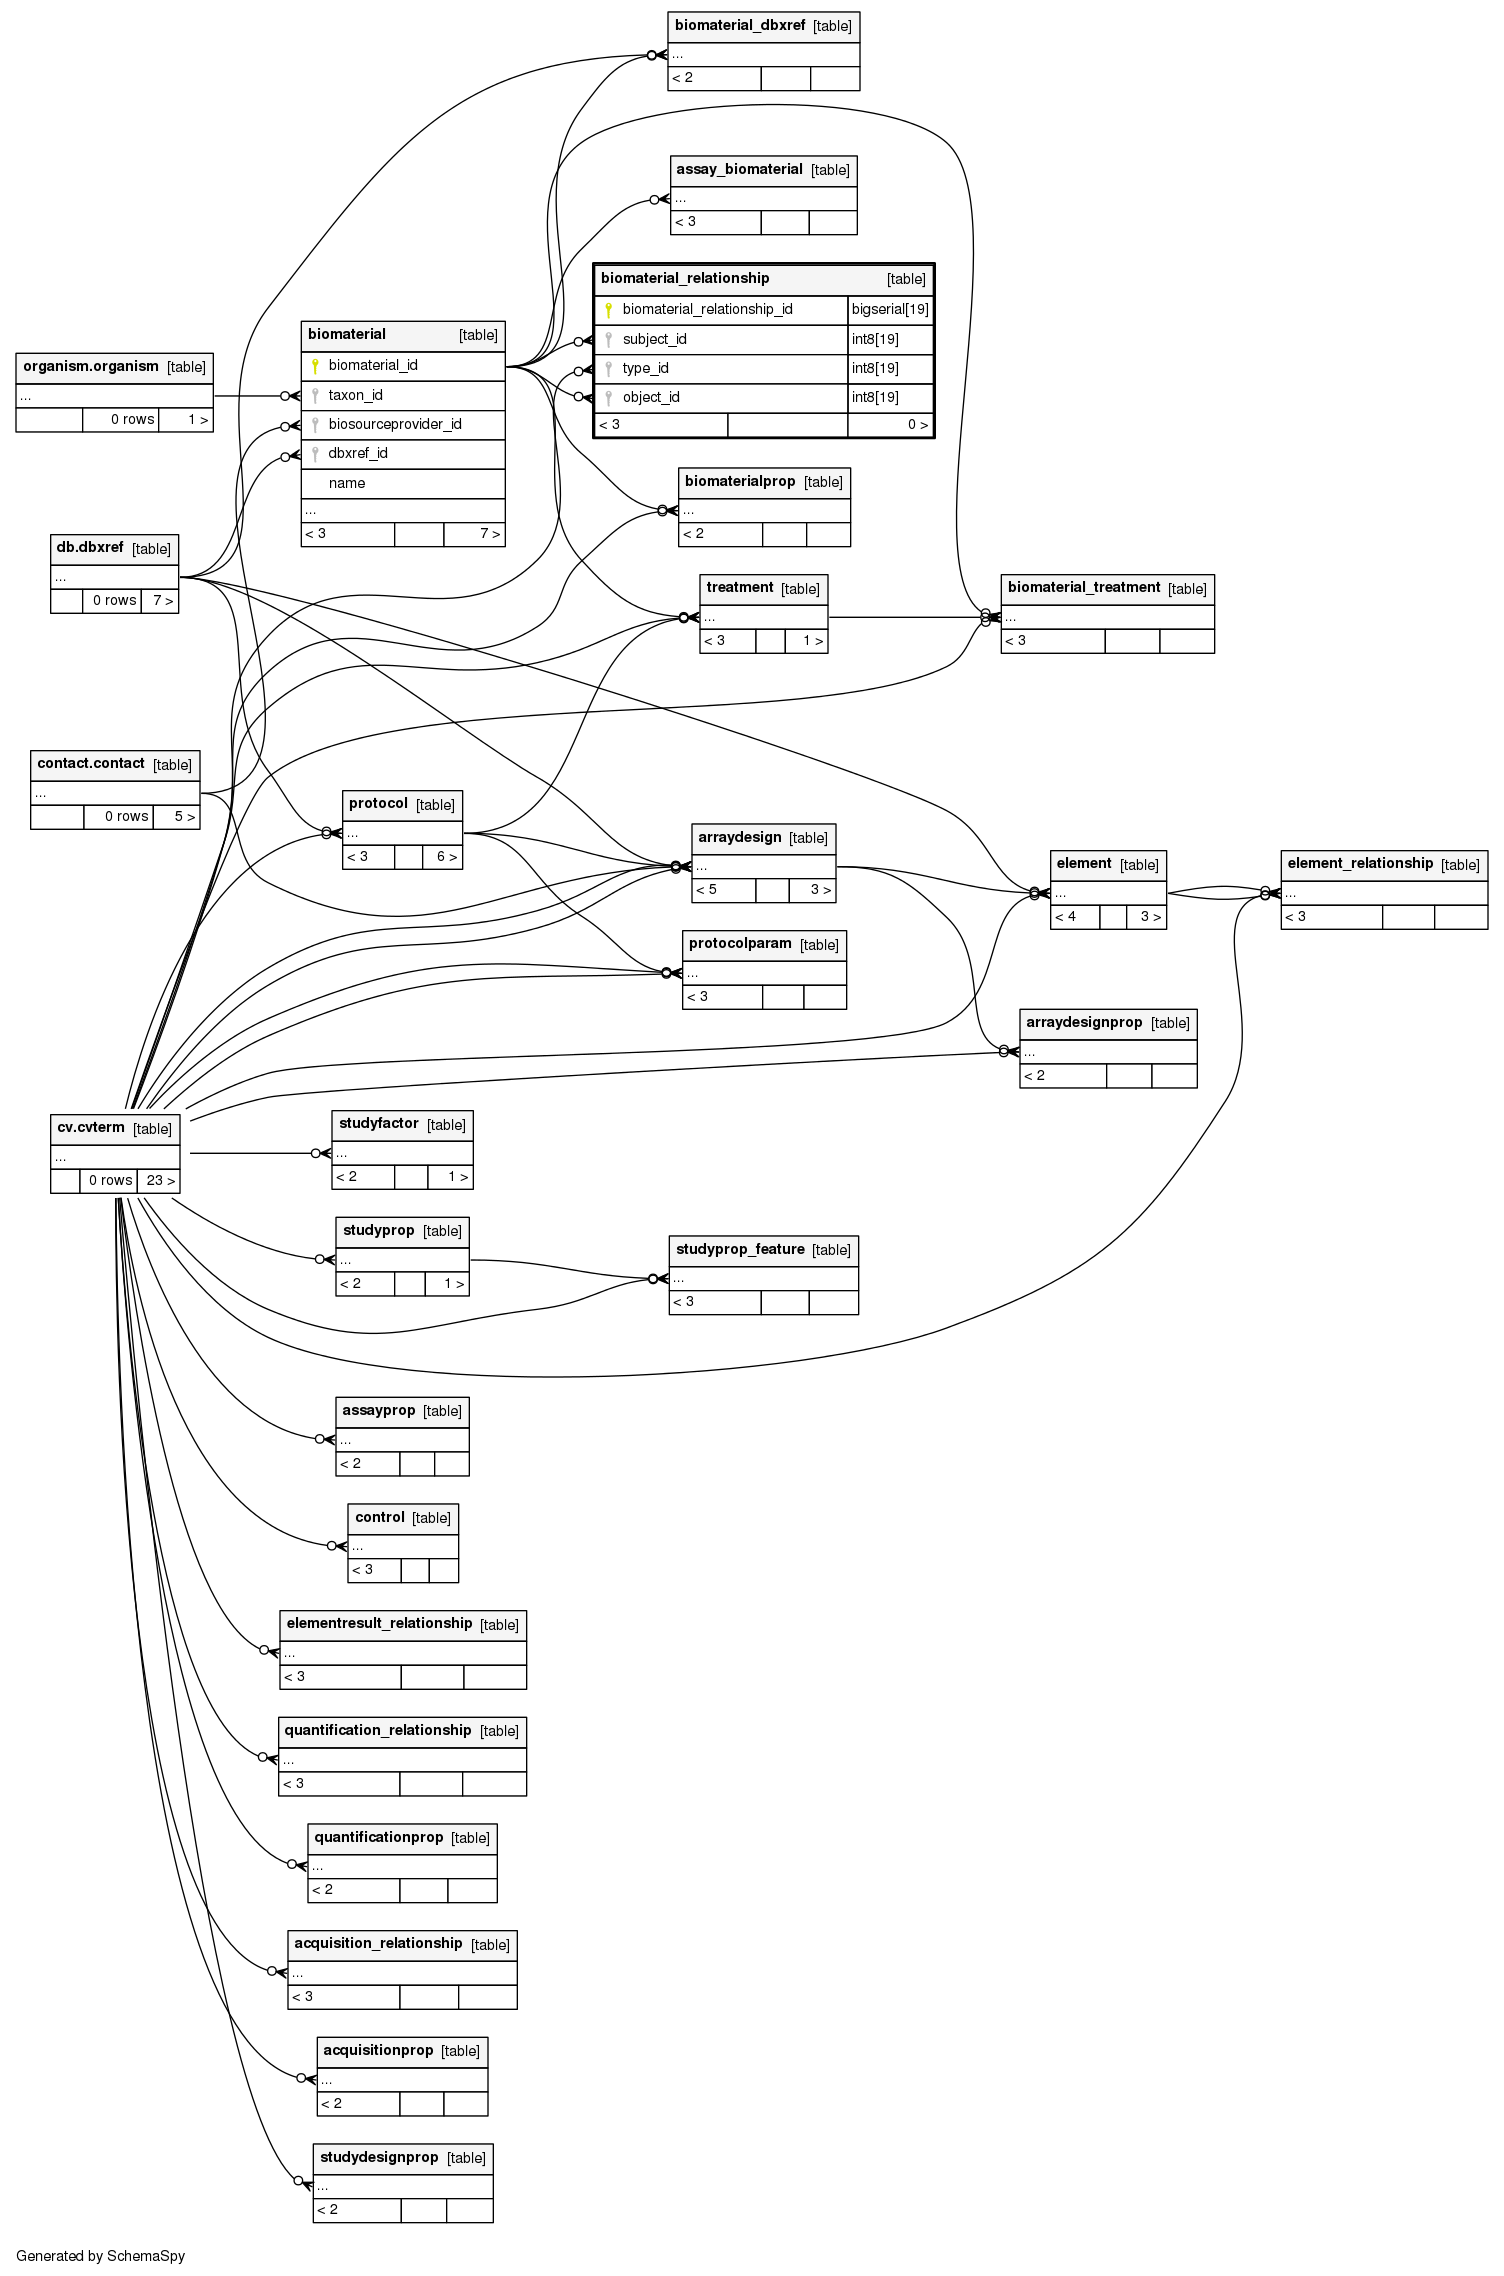 biomaterial_dbxref [table]
...
< 2
assay_biomaterial [table]
...
< 3
biomaterial_relationship [table]
biomaterial_relationship_id bigserial[19]
subject_id int8[19]
type_id int8[19]
object_id int8[19]
< 3 0 >
biomaterial [table]
biomaterial_id
taxon_id
biosourceprovider_id
dbxref_id
name
...
< 3 7 >
organism.organism [table]
...
0 rows 1 >
biomaterialprop [table]
...
< 2
db.dbxref [table]
...
0 rows 7 >
treatment [table]
...
< 3 1 >
biomaterial_treatment [table]
...
< 3
contact.contact [table]
...
0 rows 5 >
protocol [table]
...
< 3 6 >
arraydesign [table]
...
< 5 3 >
element [table]
...
< 4 3 >
element_relationship [table]
...
< 3
protocolparam [table]
...
< 3
arraydesignprop [table]
...
< 2
cv.cvterm [table]
...
0 rows 23 >
studyfactor [table]
...
< 2 1 >
studyprop [table]
...
< 2 1 >
studyprop_feature [table]
...
< 3
assayprop [table]
...
< 2
control [table]
...
< 3
elementresult_relationship [table]
...
< 3
quantification_relationship [table]
...
< 3
quantificationprop [table]
...
< 2
acquisition_relationship [table]
...
< 3
acquisitionprop [table]
...
< 2
studydesignprop [table]
...
< 2
Generated by SchemaSpy